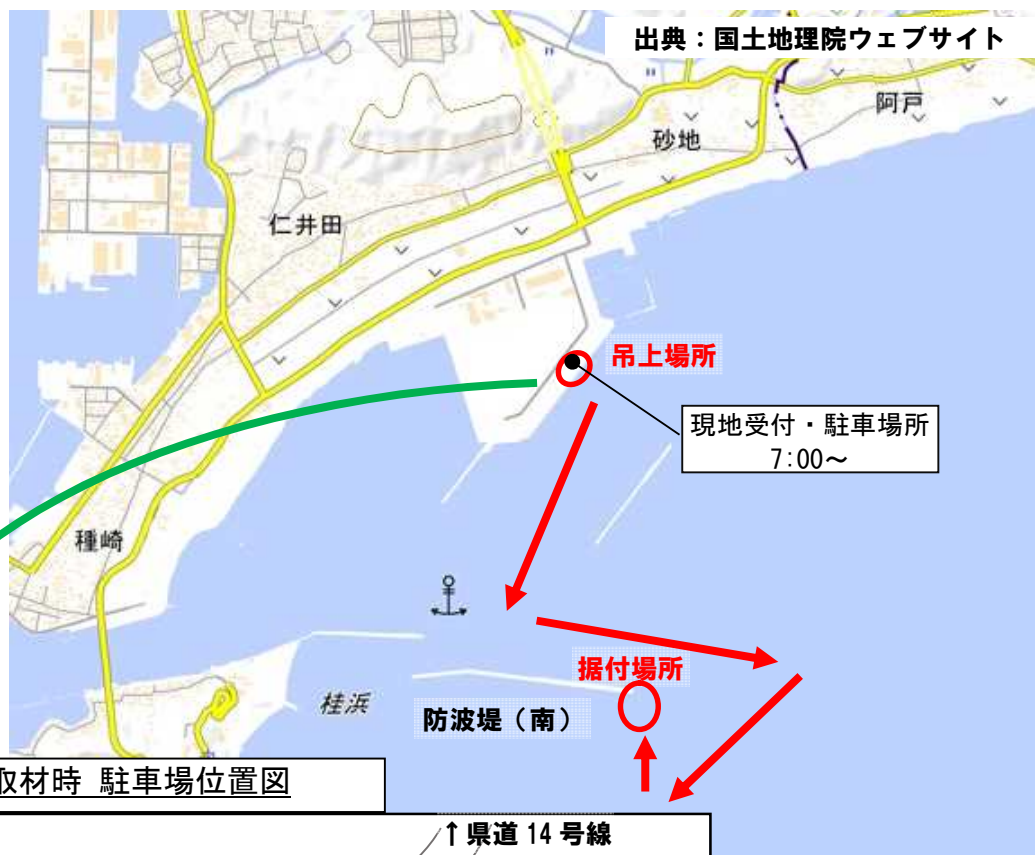 出典：国土地理院ウェブサイト
阿戸
砂地
仁井田
吊上場所
現地受付・駐車場所
7:00～
種崎
据付場所
桂浜
防波堤（南）
取材時 駐車場位置図
↑県道 14 号線